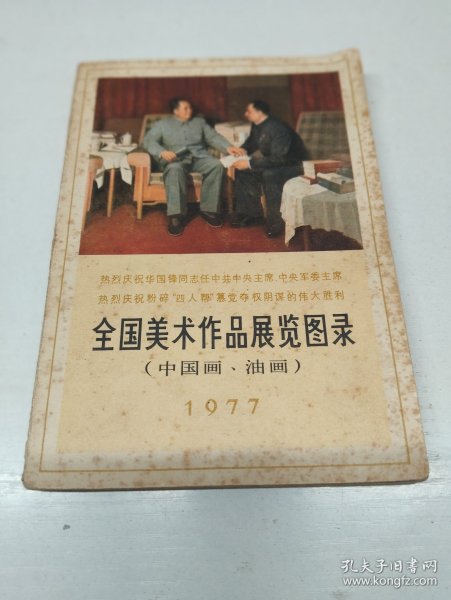 热烈庆祝华国锋同志任中共中央主席、中央军委主席
热烈庆祝粉碎“四人帮”篡党夺权阴谋的伟大胜利
全国美术作品展览图录
（中国画、油画）
1977
孔夫子旧书网
www.kongfz.com